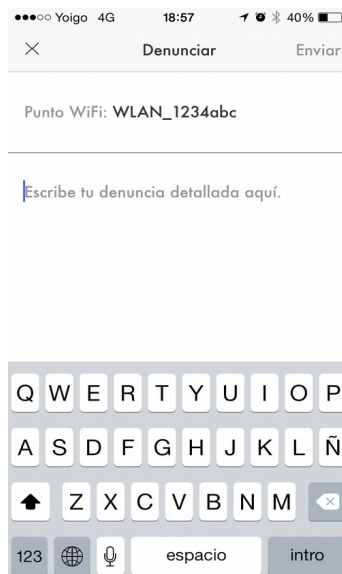 Yoigo 4G 18:57 40%
Denunciar Enviar
Punto WiFi: WLAN_1234abc
Escribe tu denuncia detallada aquí.
Q W E R T Y U I O P
A S D F G H J K L Ñ
Z X C V B N M
123 espacio intro